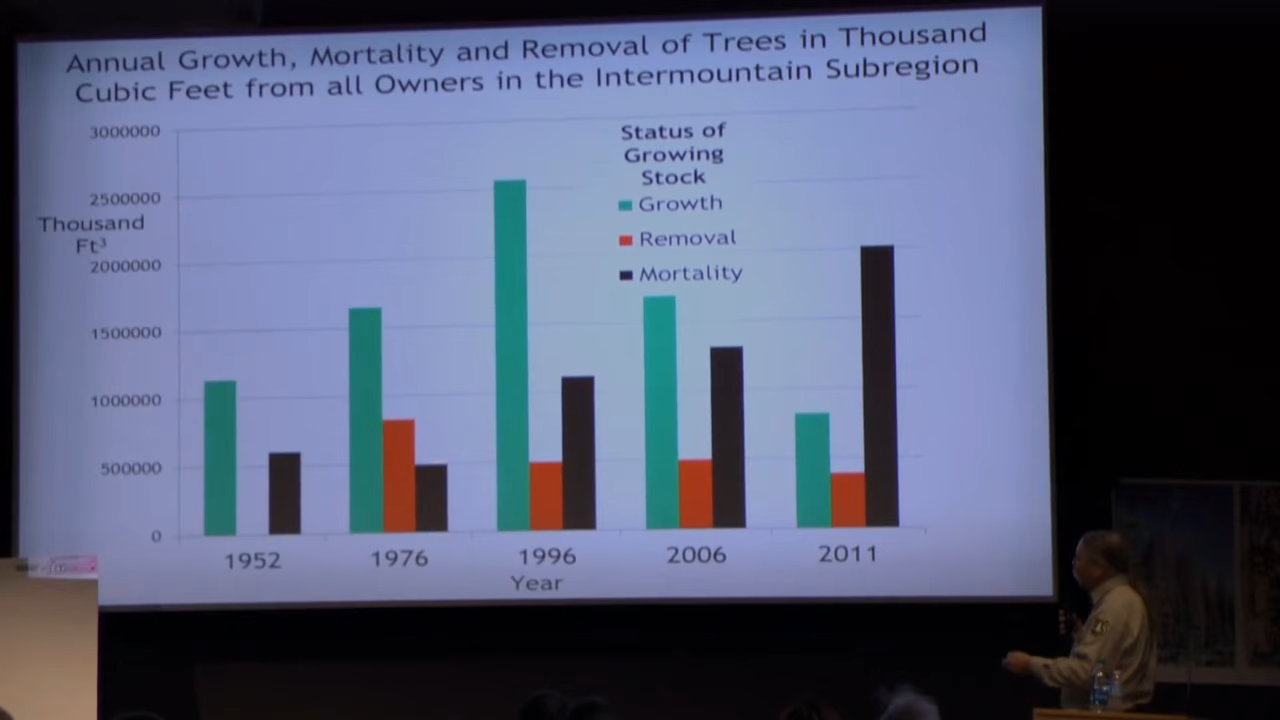 Annual Growth, Mortality and Removal of Trees in Thousand
Cubic Feet from all Owners in the Intermountain Subregion
3000000
2500000
Thousand
Ft³
2000000
1500000
1000000
500000
0
Status of
Growing
Stock
Growth
Removal
Mortality
1952 1976 1996 2006 2011
Year